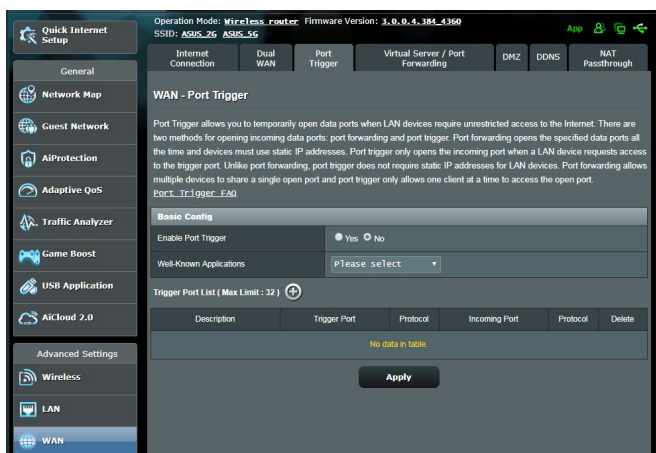 Quick Internet
Setup
Operation Mode: Wireless router Firmware Version: 3.0.0.4.384_4360
SSID: ASUS_2G ASUS_5G
App
Internet
Connection
Dual
WAN
Port
Trigger
Virtual Server / Port
Forwarding
DMZ
DDNS
NAT
Passthrough
General
Network Map
Guest Network
AiProtection
Adaptive QoS
Traffic Analyzer
Game Boost
USB Application
AiCloud 2.0
Advanced Settings
Wireless
LAN
WAN
WAN - Port Trigger
Port Trigger allows you to temporarily open data ports when LAN devices require unrestricted access to the Internet. There are
two methods for opening incoming data ports: port forwarding and port trigger. Port forwarding opens the specified data ports all
the time and devices must use static IP addresses. Port trigger only opens the incoming port when a LAN device requests access
to the trigger port. Unlike port forwarding, port trigger does not require static IP addresses for LAN devices. Port forwarding allows
multiple devices to share a single open port and port trigger only allows one client at a time to access the open port.
Port Trigger FAQ
Basic Config
Enable Port Trigger Yes No
Well-Known Applications Please select
Trigger Port List ( Max Limit : 32 )
Description Trigger Port Protocol Incoming Port Protocol Delete
No data in table.
Apply